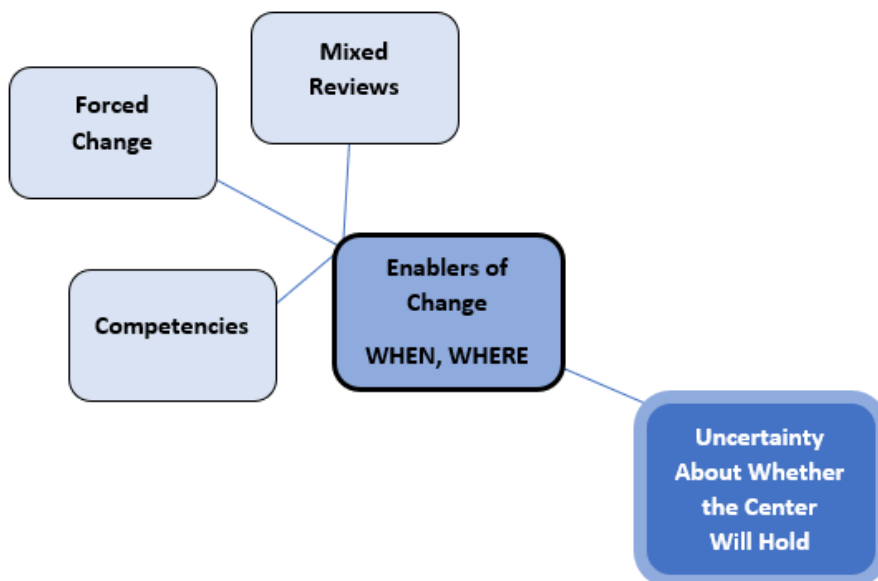 Mixed
Reviews
Forced
Change
Enablers of
Change
WHEN, WHERE
Competencies
Uncertainty
About Whether
the Center
Will Hold